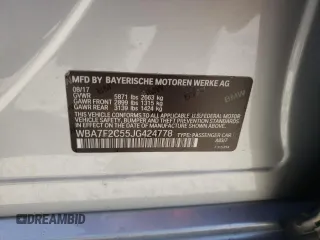 MFD BY BAYERISCHE MOTOREN WERKE AG
08/17
GVWR 5871 lbs 2663 kg
GAWR FRONT 2899 lbs 1315 kg
GAWR REAR 3139 lbs 1424 kg
THIS VEHICLE CONFORMS TO ALL APPLICABLE U.S. FEDERAL MOTOR VEHICLE
SAFETY, BUMPER AND THEFT PREVENTION STANDARDS IN EFFECT ON THE
DATE OF MANUFACTURE SHOWN ABOVE.
WBA7F2C55JG424778 TYPE: PASSENGER CAR
BMW
DREAMBID